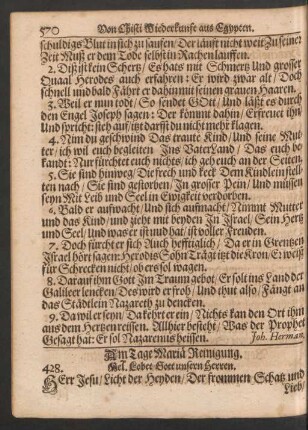 570 Von Christi Wiederkunft aus Egypten.
schuldigs Blut in sich zu sauffen/ Der läufft nicht weit Zu seiner
Zeit Muß er dem Tode selbst in Rachen lauffen.
2. Diß ist kein Schertz/ Es hats mit Schmertz Und grosser
Quaal Herodes auch erfahren: Er wird zwar alt/ Doch
schnell und bald Fährt er dahin mit seinen grauen Haaren.
3. Weil er nun todt/ So sendet GOtt/ Und läßt es durch
den Engel Joseph sagen: Der kömmt dahin/ Erfreuet ihn/
Und spricht: steh auf/ itzt darffst du nicht mehr klagen.
4. Nim du geschwind Das traute Kind/ Und seine Mut-
ter/ ich wil euch begleiten Ins VaterLand/ Das euch be-
kandt: Nur fürchtet euch nichts/ ich geh euch an der Seiten.
5. Sie sind hinweg/ Die frech und keck Dem Kindlein stell-
ten nach/ Sie sind gestorben/ In grosser Pein/ Und müssen
seyn Mit Leib und Seel in Ewigkeit verdorben.
6. Bald er aufwacht/ Und sich aufmacht/ Nimmt Mutter
und das Kind/ und zieht mit beyden In Israel/ Sein Hertz
und Seel/ Und was er ist und hat/ ist voller Freuden.
7. Doch fürcht er sich Auch hefftiglich/ Da er in Grentzen
Israel hört sagen: Herodis Sohn Trägt itzt die Kron/ Er weiß
für Schrecken nicht/ ob ers sol wagen.
8. Darauf ihm Gott Im Traum gebot/ Er sol ins Land der
Galileer lencken/ Des ward er froh/ Und thut also/ Fängt an
das Städtlein Nazareth zu dencken.
9. Da wil er seyn/ Da kehrt er ein/ Nichts kan den Ort ihm
aus dem Hertzen reissen. Allhier besteht/ Was der Prophet
Gesagt hat: Er sol Nazarenus heissen. Joh. Herman.
Am Tage Mariä Reinigung.
428. Mel. Lobet Gott unsern Herren.
HErr Jesu/ Licht der Heyden/ Der frommen Schatz und
Lieb/